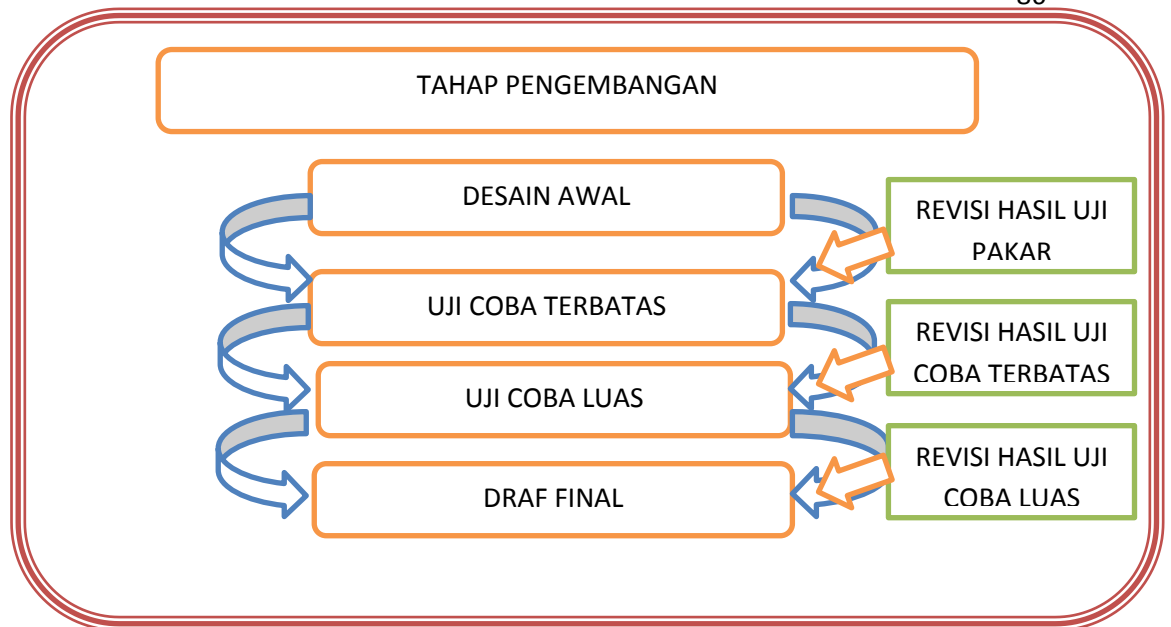 TAHAP PENGEMBANGAN
DESAIN AWAL
REVISI HASIL UJI
PAKAR
UJI COBA TERBATAS
REVISI HASIL UJI
COBA TERBATAS
UJI COBA LUAS
REVISI HASIL UJI
COBA LUAS
DRAF FINAL